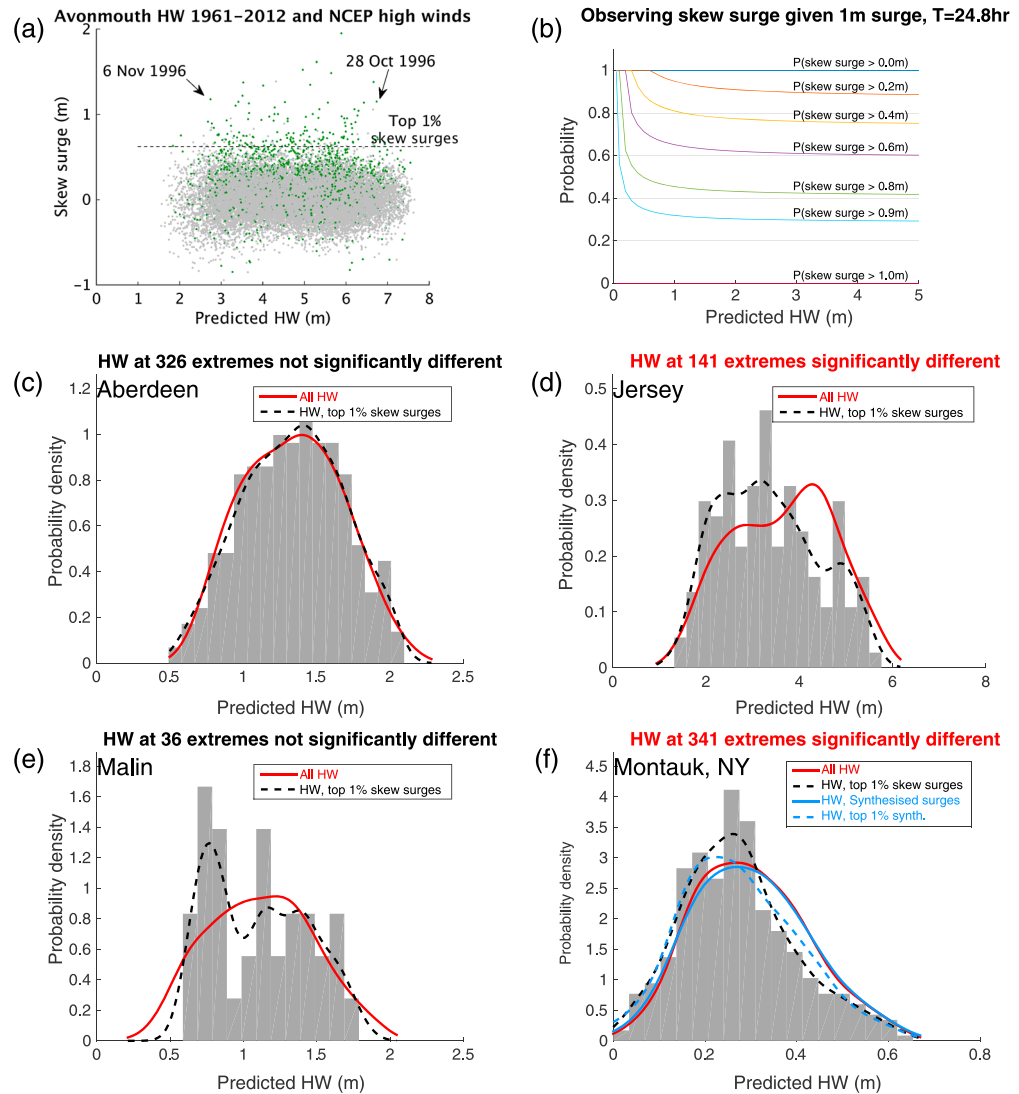 (a)
Avonmouth HW 1961-2012 and NCEP high winds
2
1
0
-1
Skew surge (m)
6 Nov 1996
28 Oct 1996
Top 1%
skew surges
0 1 2 3 4 5 6 7 8
Predicted HW (m)
(b)
Observing skew surge given 1m surge, T=24.8hr
1
0.8
0.6
0.4
0.2
0
Probability
P(skew surge > 0.0m)
P(skew surge > 0.2m)
P(skew surge > 0.4m)
P(skew surge > 0.6m)
P(skew surge > 0.8m)
P(skew surge > 0.9m)
P(skew surge > 1.0m)
0 1 2 3 4 5
Predicted HW (m)
(c)
HW at 326 extremes not significantly different
Aberdeen
All HW
HW, top 1% skew surges
1.2
1
0.8
0.6
0.4
0.2
0
Probability density
0 0.5 1 1.5 2 2.5
Predicted HW (m)
(d)
HW at 141 extremes significantly different
Jersey
All HW
HW, top 1% skew surges
0.5
0.4
0.3
0.2
0.1
0
Probability density
0 2 4 6 8
Predicted HW (m)
(e)
HW at 36 extremes not significantly different
Malin
All HW
HW, top 1% skew surges
1.8
1.6
1.4
1.2
1
0.8
0.6
0.4
0.2
0
Probability density
0 0.5 1 1.5 2 2.5
Predicted HW (m)
(f)
HW at 341 extremes significantly different
Montauk, NY
All HW
HW, top 1% skew surges
HW, Synthesised surges
HW, top 1% synth.
4.5
4
3.5
3
2.5
2
1.5
1
0.5
0
Probability density
0 0.2 0.4 0.6 0.8
Predicted HW (m)